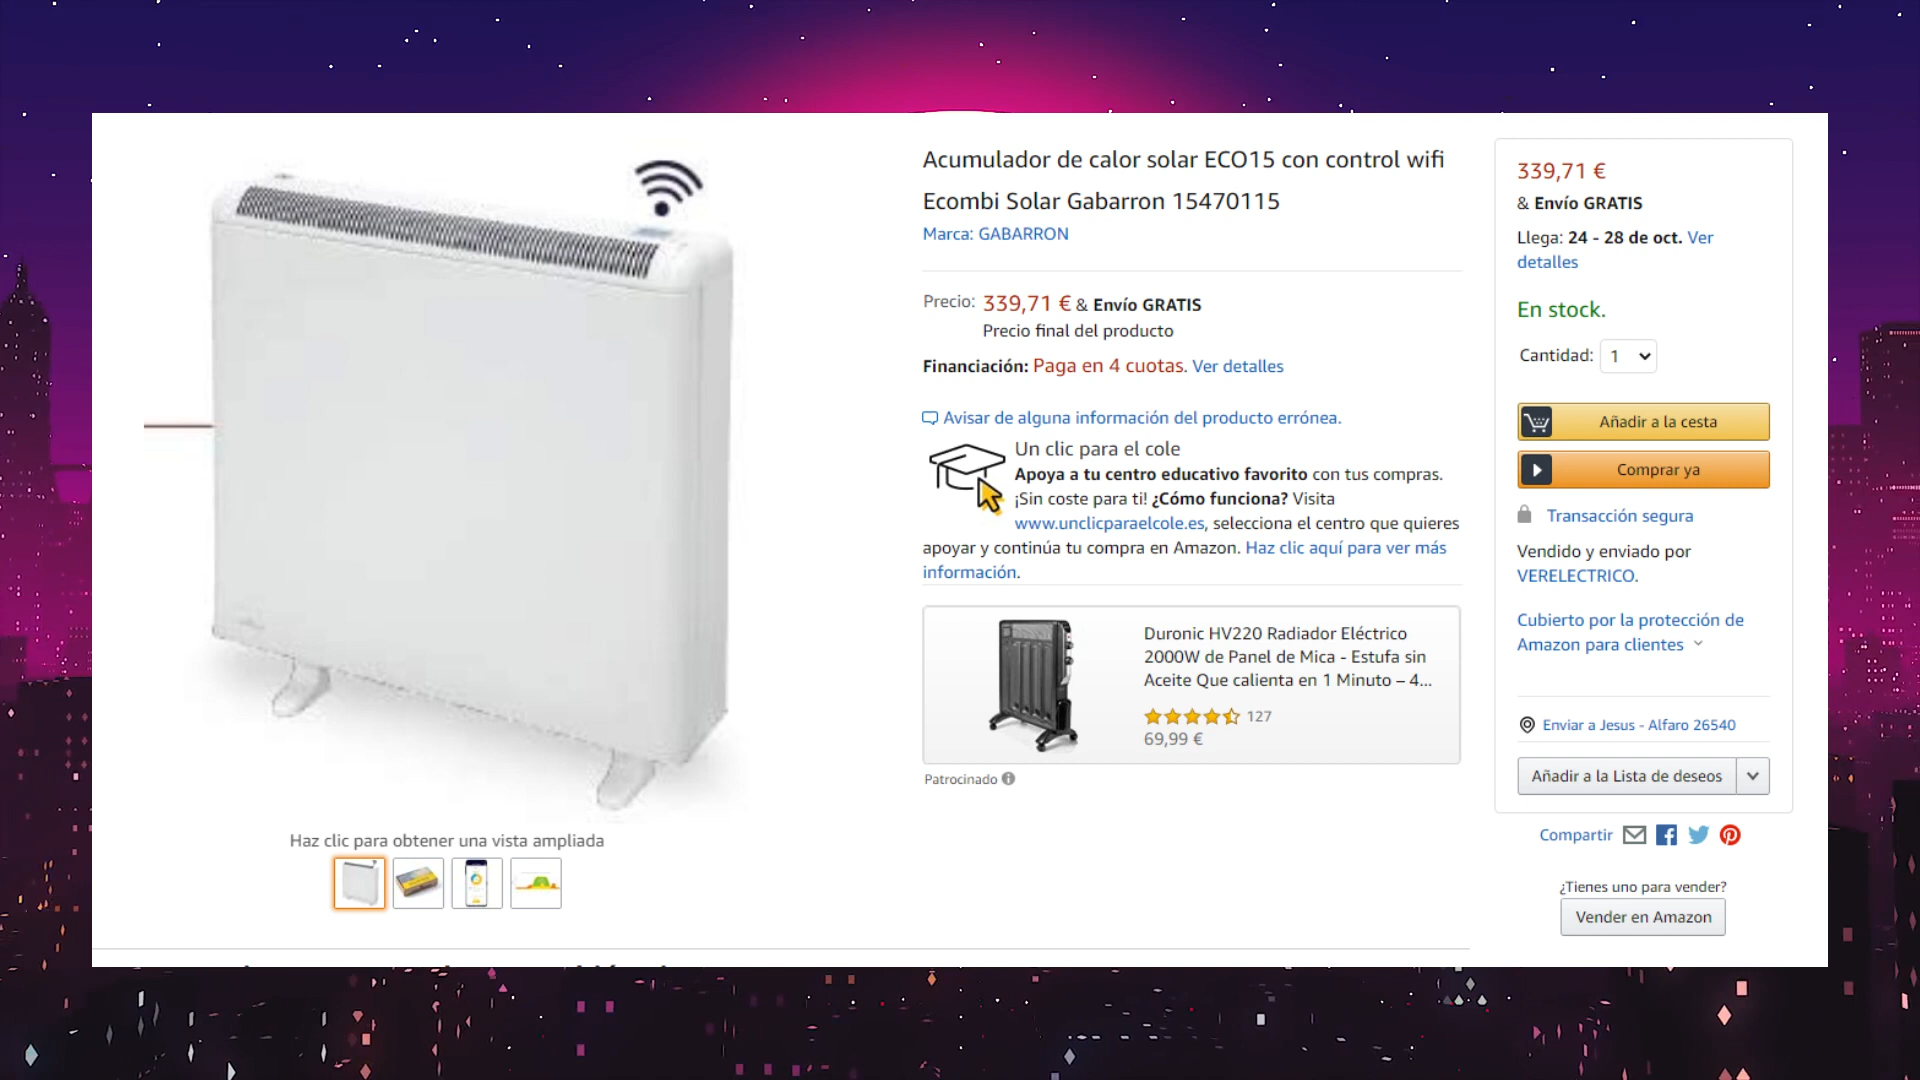 Acumulador de calor solar ECO15 con control wifi
Ecombi Solar Gabarron 15470115
Marca: GABARRON
Precio: 339,71 € & Envío GRATIS
Precio final del producto
Financiación: Paga en 4 cuotas. Ver detalles
Avisar de alguna información del producto errónea.
Un clic para el cole
Apoya a tu centro educativo favorito con tus compras.
¡Sin coste para ti! ¿Cómo funciona? Visita
www.unclicparaelcole.es, selecciona el centro que quieres
apoyar y continúa tu compra en Amazon. Haz clic aquí para ver más
información.
Duronic HV220 Radiador Eléctrico
2000W de Panel de Mica - Estufa sin
Aceite Que calienta en 1 Minuto – 4...
127
69,99 €
Patrocinado
Haz clic para obtener una vista ampliada
339,71 €
& Envío GRATIS
Llega: 24 - 28 de oct. Ver
detalles
En stock.
Cantidad: 1
Añadir a la cesta
Comprar ya
Transacción segura
Vendido y enviado por
VERELECTRICO.
Cubierto por la protección de
Amazon para clientes
Enviar a Jesus - Alfaro 26540
Añadir a la Lista de deseos
Compartir
¿Tienes uno para vender?
Vender en Amazon